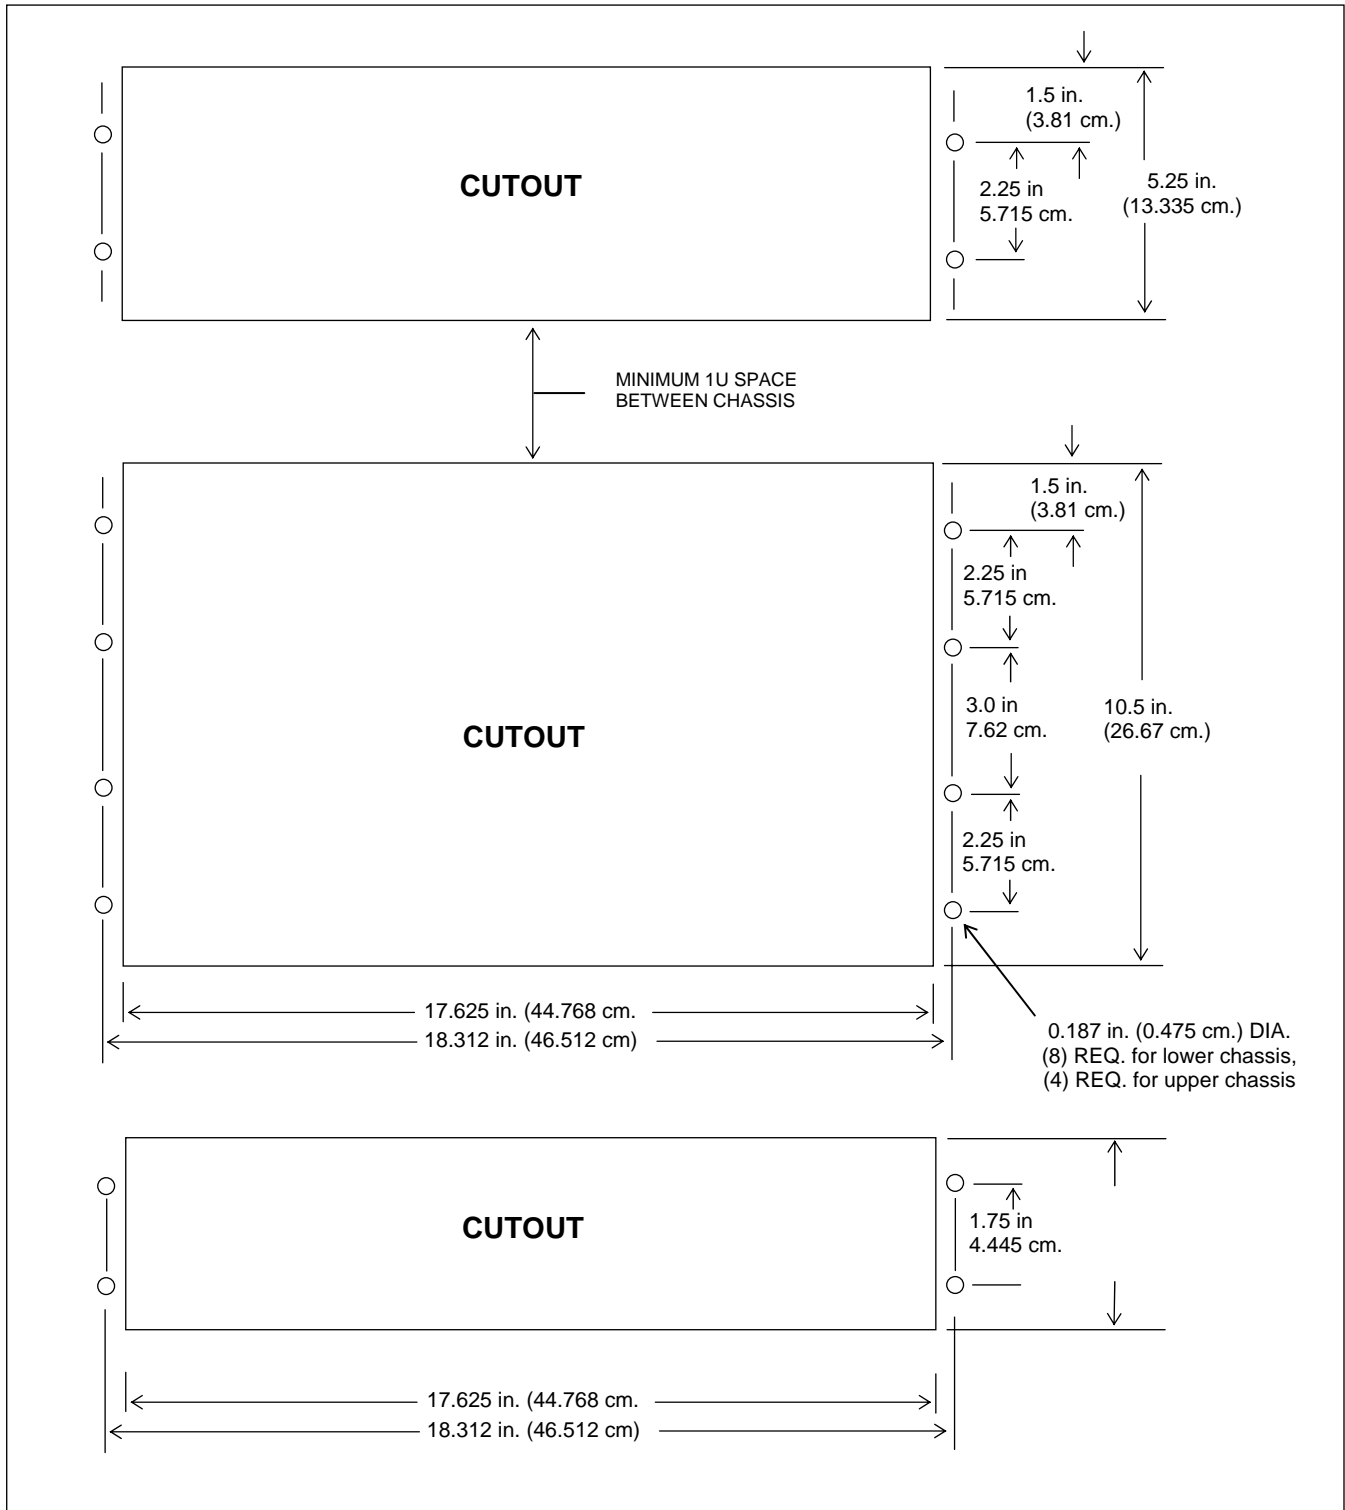 1.5 in.
(3.81 cm.)
CUTOUT
2.25 in
5.715 cm.
5.25 in.
(13.335 cm.)
MINIMUM 1U SPACE
BETWEEN CHASSIS
1.5 in.
(3.81 cm.)
2.25 in
5.715 cm.
CUTOUT
3.0 in
7.62 cm.
10.5 in.
(26.67 cm.)
2.25 in
5.715 cm.
17.625 in. (44.768 cm.
18.312 in. (46.512 cm)
0.187 in. (0.475 cm.) DIA.
(8) REQ. for lower chassis,
(4) REQ. for upper chassis
CUTOUT
1.75 in
4.445 cm.
17.625 in. (44.768 cm.
18.312 in. (46.512 cm)